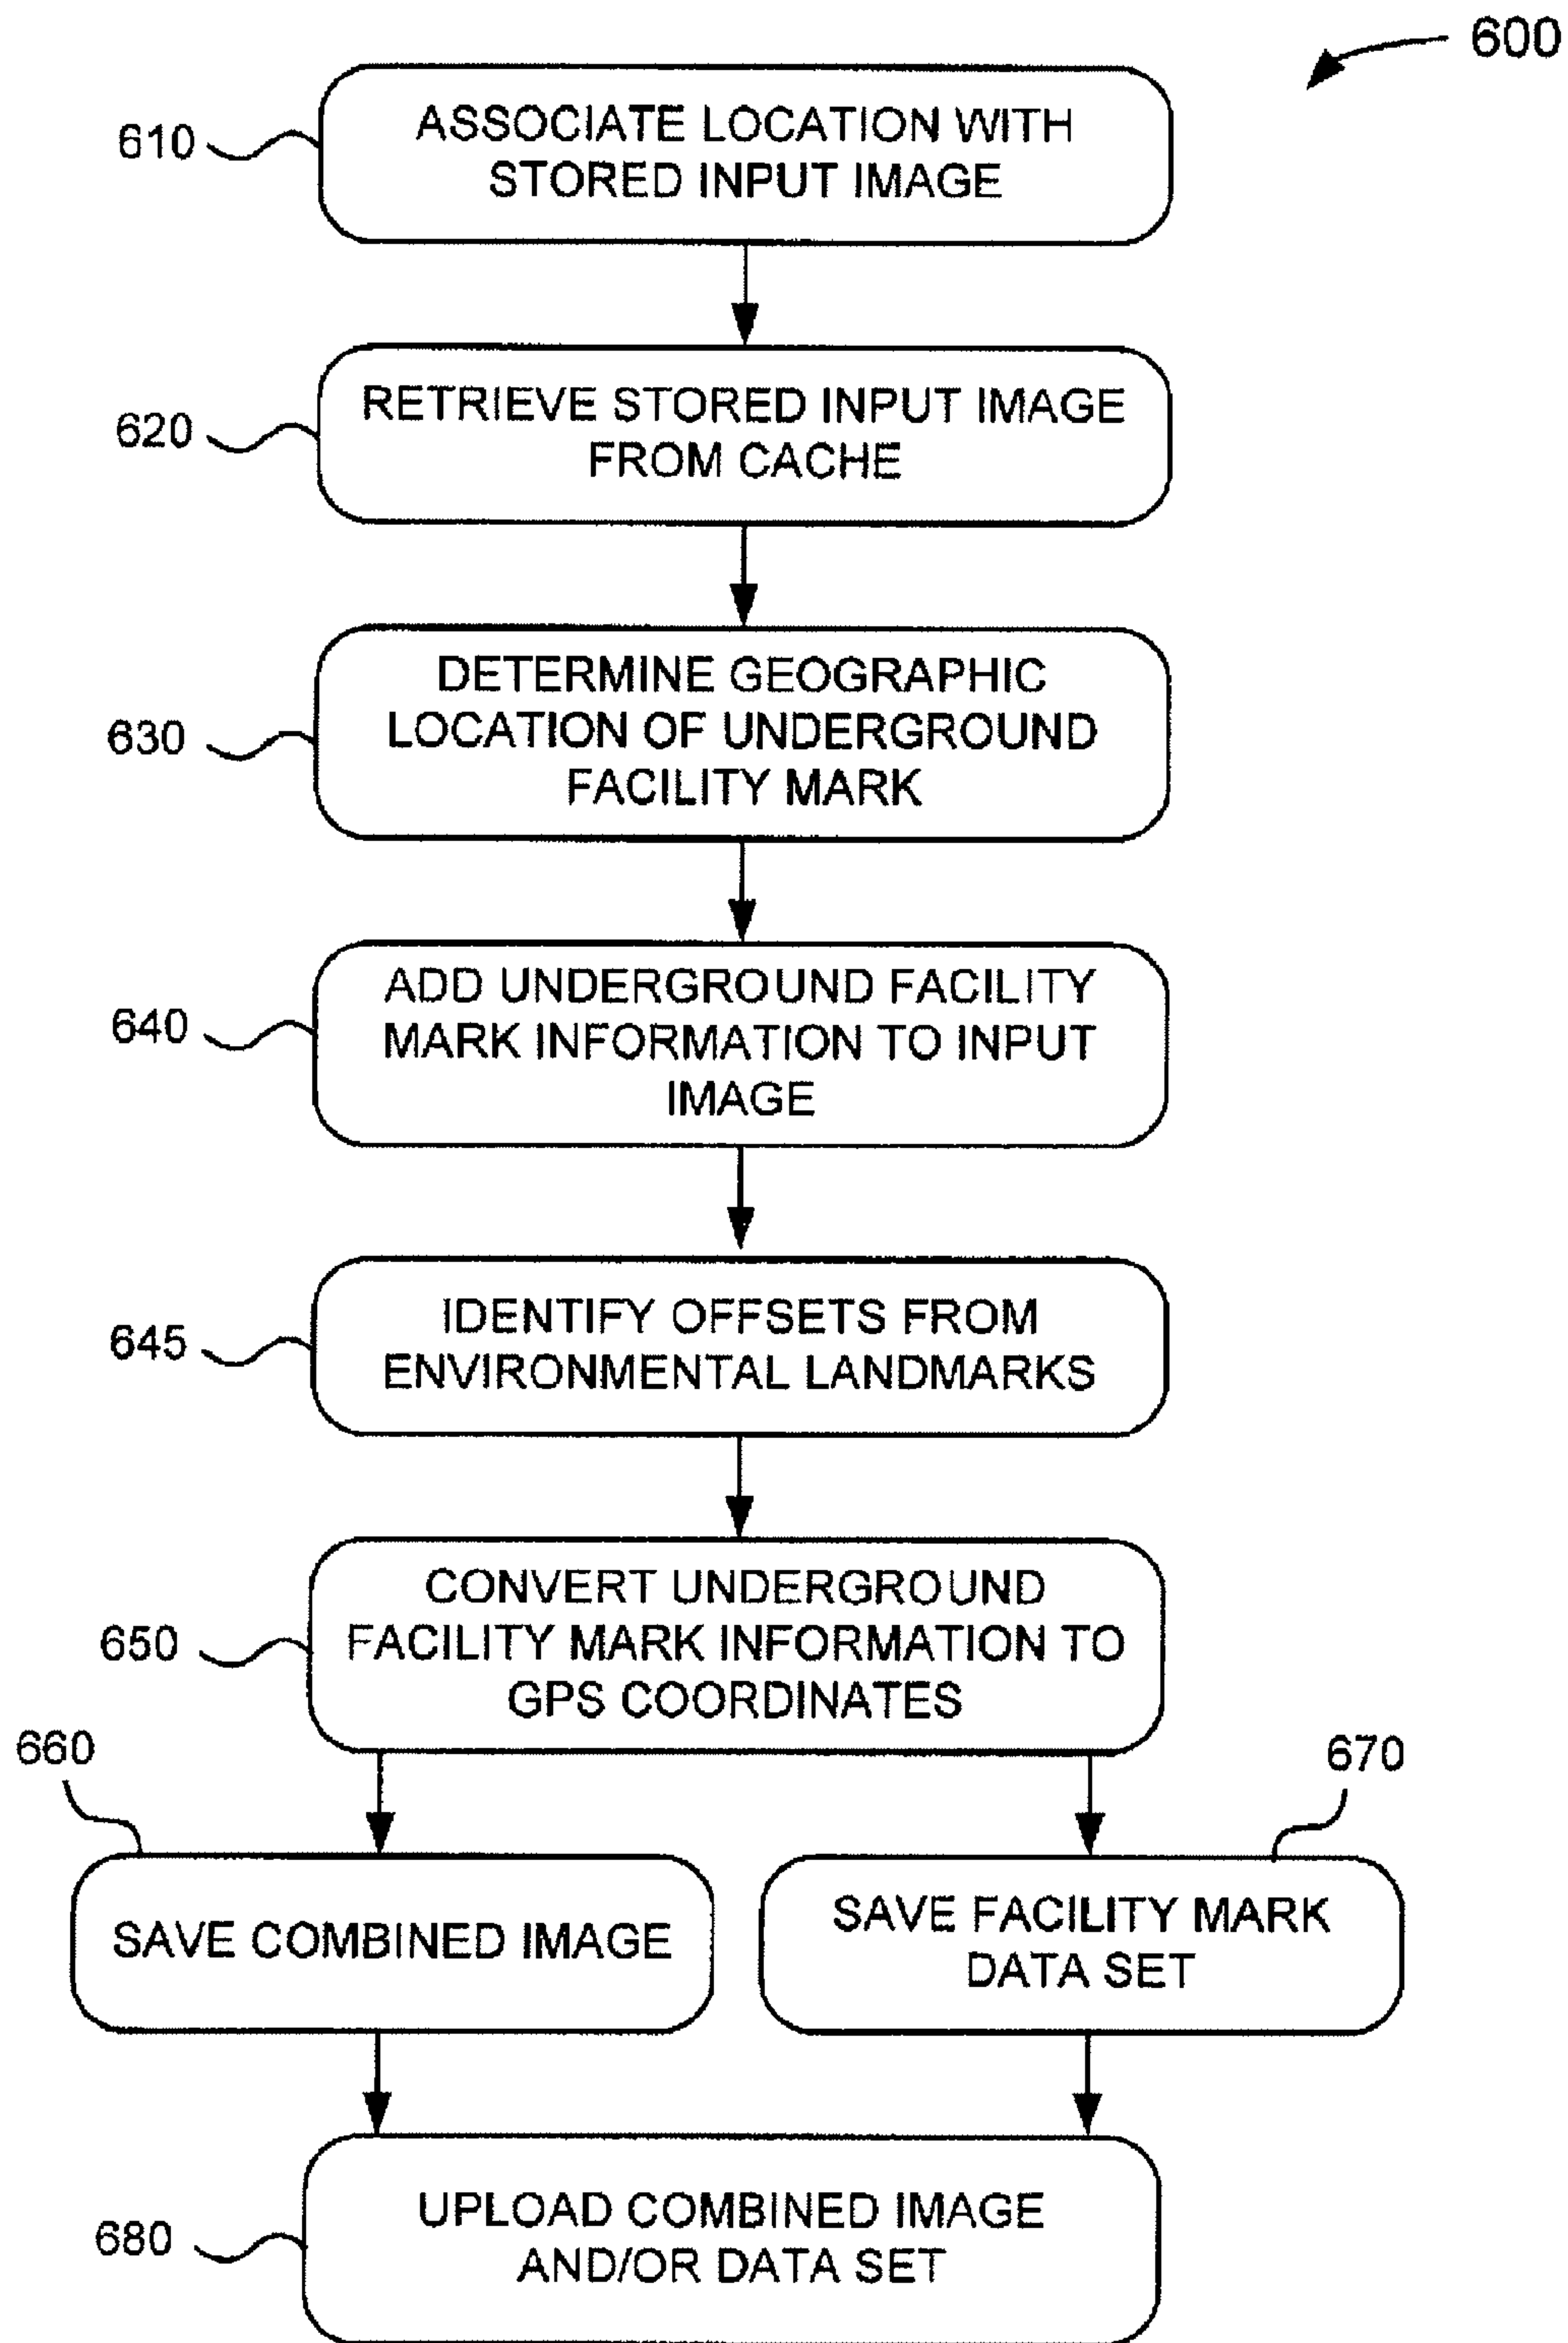 600
610
ASSOCIATE LOCATION WITH
STORED INPUT IMAGE
620
RETRIEVE STORED INPUT IMAGE
FROM CACHE
630
DETERMINE GEOGRAPHIC
LOCATION OF UNDERGROUND
FACILITY MARK
640
ADD UNDERGROUND FACILITY
MARK INFORMATION TO INPUT
IMAGE
645
IDENTIFY OFFSETS FROM
ENVIRONMENTAL LANDMARKS
650
CONVERT UNDERGROUND
FACILITY MARK INFORMATION TO
GPS COORDINATES
660
670
SAVE COMBINED IMAGE
SAVE FACILITY MARK
DATA SET
680
UPLOAD COMBINED IMAGE
AND/OR DATA SET